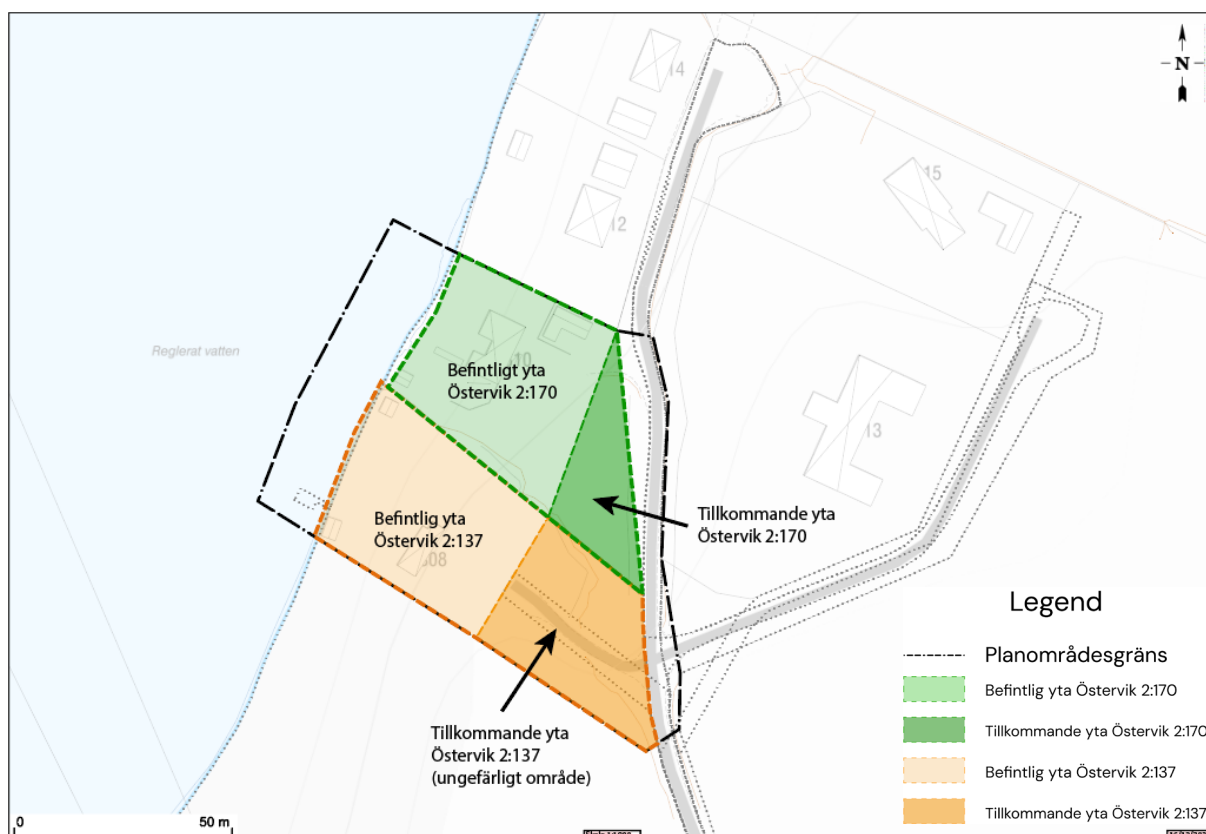 N
14
15
12
Reglerat vatten
10
Befintligt yta
Östervik 2:170
13
Befintlig yta
Östervik 2:137
Tillkommande yta
Östervik 2:170
Tillkommande yta
Östervik 2:137
(ungefärligt område)
Legend
Planområdesgräns
Befintlig yta Östervik 2:170
Tillkommande yta Östervik 2:170
Befintlig yta Östervik 2:137
Tillkommande yta Östervik 2:137
0
50 m